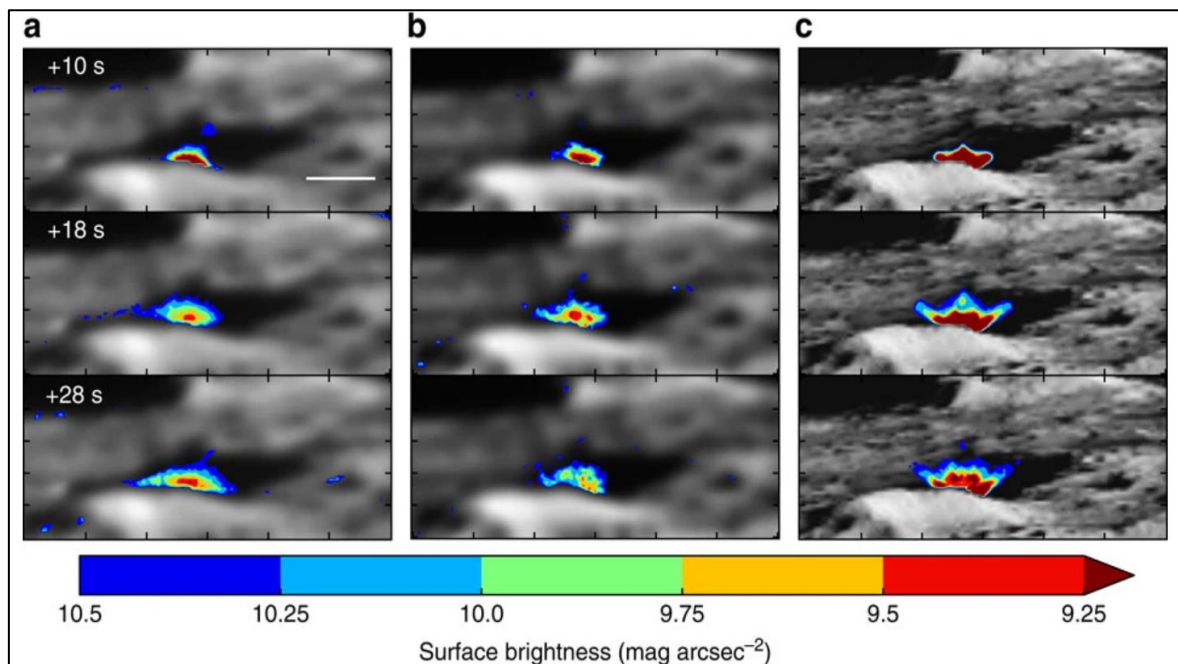 a b c
+10 s
+18 s
+28 s
10.5 10.25 10.0 9.75 9.5 9.25
Surface brightness (mag arcsec⁻²)